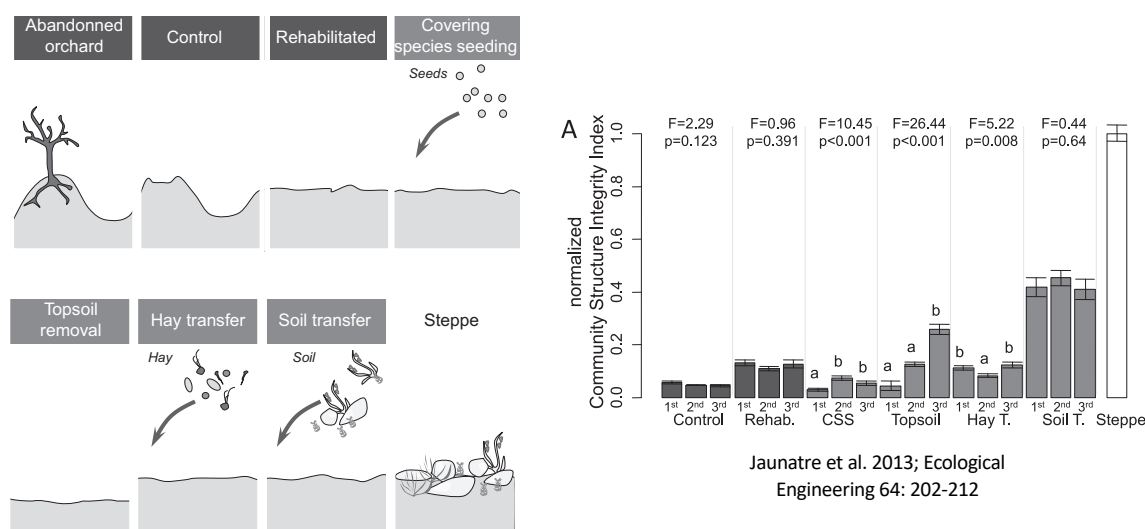 Abandonned
orchard
Control
Rehabilitated
Covering
species seeding
Seeds
Topsoil
removal
Hay transfer
Soil transfer
Steppe
Hay
Soil
A
normalized
Community Structure Integrity Index
1.0
0.8
0.6
0.4
0.2
0.0
F=2.29
p=0.123
F=0.96
p=0.391
F=10.45
p<0.001
F=26.44
p<0.001
F=5.22
p=0.008
F=0.44
p=0.64
a
b
b
a
a
b
b
a
b
1st 2nd 3rd
Control
1st 2nd 3rd
Rehab.
1st 2nd 3rd
CSS
1st 2nd 3rd
Topsoil
1st 2nd 3rd
Hay T.
1st 2nd 3rd
Soil T.
Steppe
Jaunatre et al. 2013; Ecological
Engineering 64: 202-212